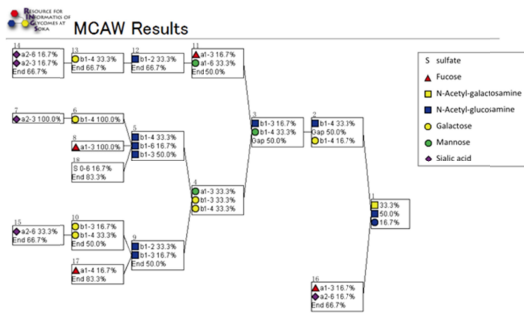 RESOURCE FOR
INFORMATICS OF
GLYCOMES AT
SOKA
MCAW Results
14
a2-6 16.7%
a2-3 16.7%
End 66.7%
13
b1-4 33.3%
End 66.7%
12
b1-2 33.3%
End 66.7%
11
a1-3 16.7%
a1-6 33.3%
End 50.0%
7
a2-3 100.0%
6
b1-4 100.0%
8
a1-3 100.0%
18
S 0-6 16.7%
End 83.3%
5
b1-4 33.3%
b1-6 16.7%
b1-3 50.0%
3
b1-3 16.7%
b1-4 33.3%
Gap 50.0%
2
b1-4 33.3%
Gap 50.0%
b1-4 16.7%
4
a1-3 33.3%
b1-3 33.3%
b1-4 33.3%
15
a2-6 33.3%
End 66.7%
10
b1-3 16.7%
b1-4 33.3%
End 50.0%
17
a1-4 16.7%
End 83.3%
9
b1-2 33.3%
b1-3 16.7%
End 50.0%
1
33.3%
50.0%
16.7%
16
a1-3 16.7%
a2-6 16.7%
End 66.7%
S sulfate
Fucose
N-Acetyl-galactosamine
N-Acetyl-glucosamine
Galactose
Mannose
Sialic acid